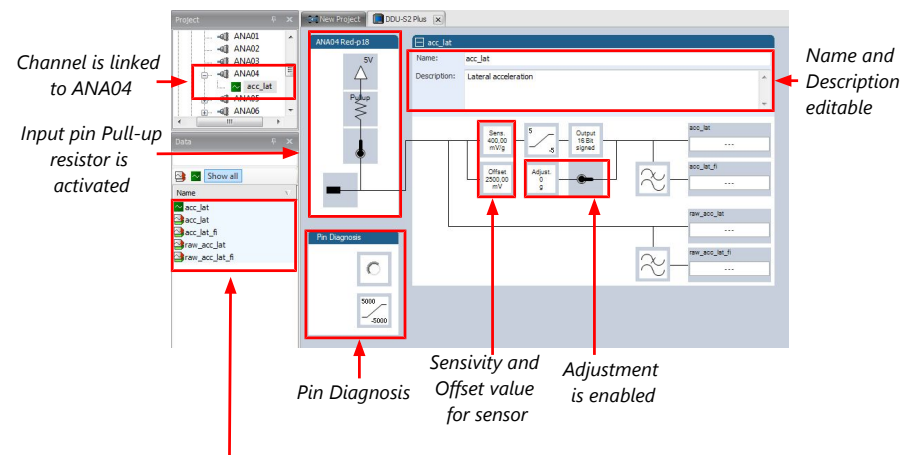 Project
New Project
DDU-S2 Plus
ANA01
ANA02
ANA03
ANA04
acc_lat
ANA05
ANA06
Channel is linked
to ANA04
Input pin Pull-up
resistor is
activated
Data
Show all
Name
acc_lat
acc_lat
acc_lat_fi
raw_acc_lat
raw_acc_lat_fi
ANA04 Red-p18
5V
Pullup
Pin Diagnosis
5000
-5000
acc_lat
Name:
acc_lat
Description:
Lateral acceleration
Name and
Description
editable
Sens.
400,00
mV/g
5
-5
Output
16 Bit
signed
Offset
2500,00
mV
Adjust.
0
g
acc_lat
---
acc_lat_fi
---
raw_acc_lat
---
raw_acc_lat_fi
---
Pin Diagnosis
Sensivity and
Offset value
for sensor
Adjustment
is enabled